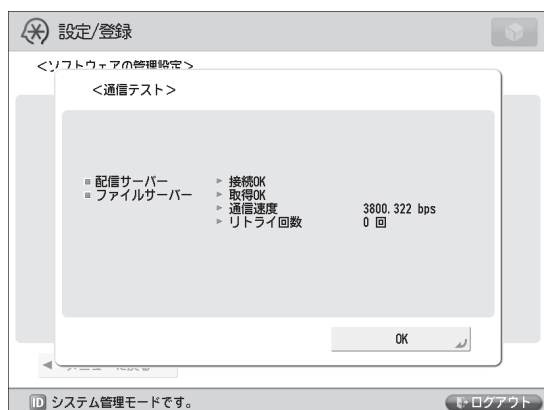 設定/登録
<ソフトウェアの管理設定>
<通信テスト>
配信サーバー ▶ 接続OK
ファイルサーバー ▶ 取得OK
▶ 通信速度 3800.322 bps
▶ リトライ回数 0 回
OK
ID システム管理モードです。
ログアウト